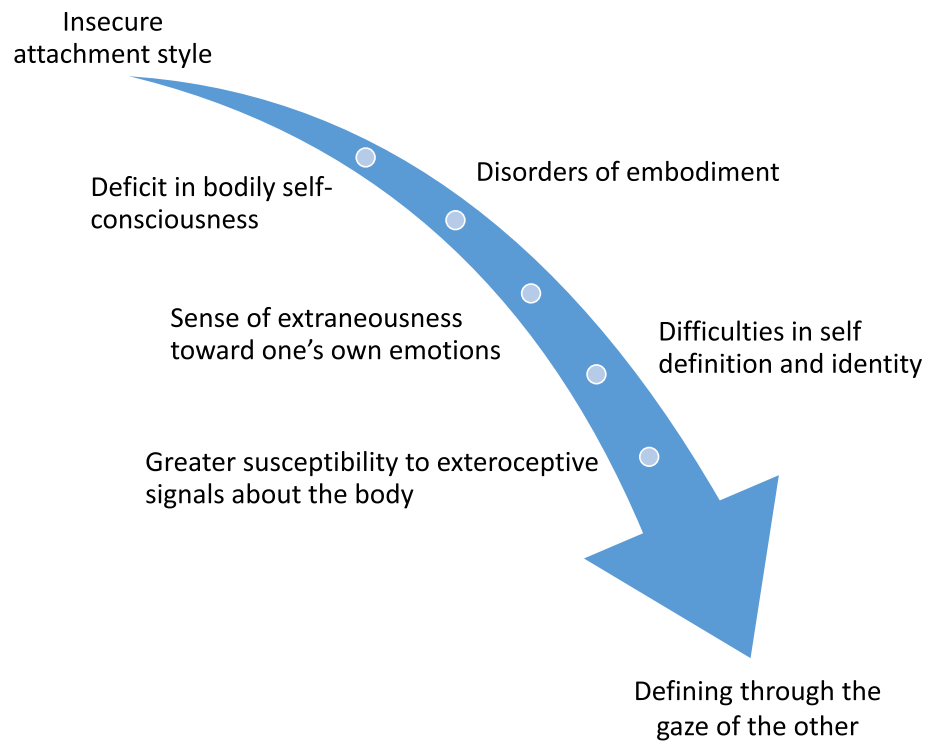 Insecure
attachment style
Disorders of embodiment
Deficit in bodily self-
consciousness
Sense of extraneousness
toward one’s own emotions
Difficulties in self
definition and identity
Greater susceptibility to exteroceptive
signals about the body
Defining through the
gaze of the other